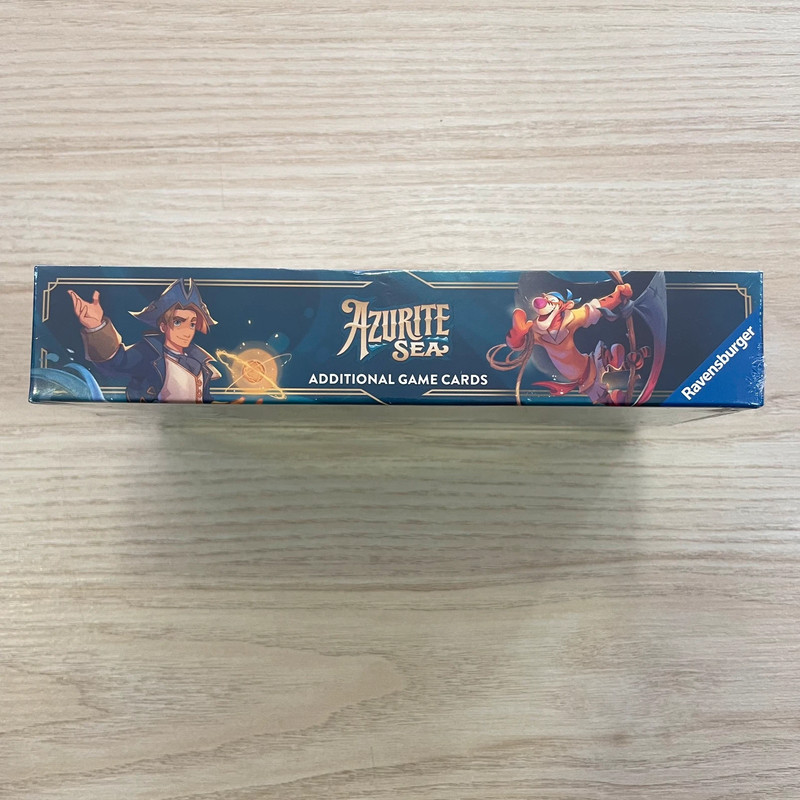 AZURITE
SEA
ADDITIONAL GAME CARDS
Ravensburger